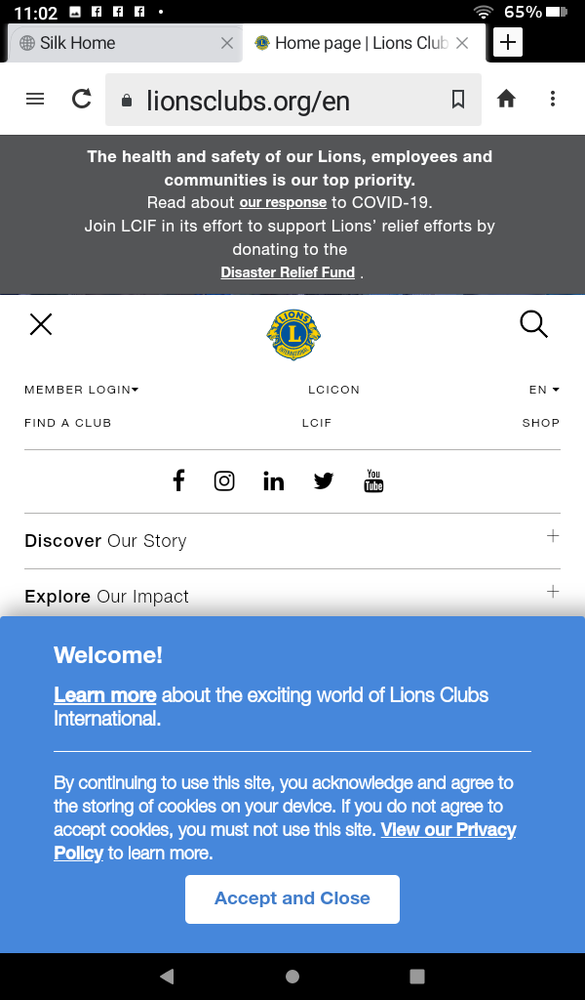 11:02
65%
Silk Home
Home page | Lions Club
lionsclubs.org/en
The health and safety of our Lions, employees and
communities is our top priority.
Read about our response to COVID-19.
Join LCIF in its effort to support Lions’ relief efforts by
donating to the
Disaster Relief Fund .
LIONS
L
INTERNATIONAL
MEMBER LOGIN
LCICON
EN
FIND A CLUB
LCIF
SHOP
You
Tube
Discover Our Story
Explore Our Impact
Welcome!
Learn more about the exciting world of Lions Clubs
International.
By continuing to use this site, you acknowledge and agree to
the storing of cookies on your device. If you do not agree to
accept cookies, you must not use this site. View our Privacy
Policy to learn more.
Accept and Close